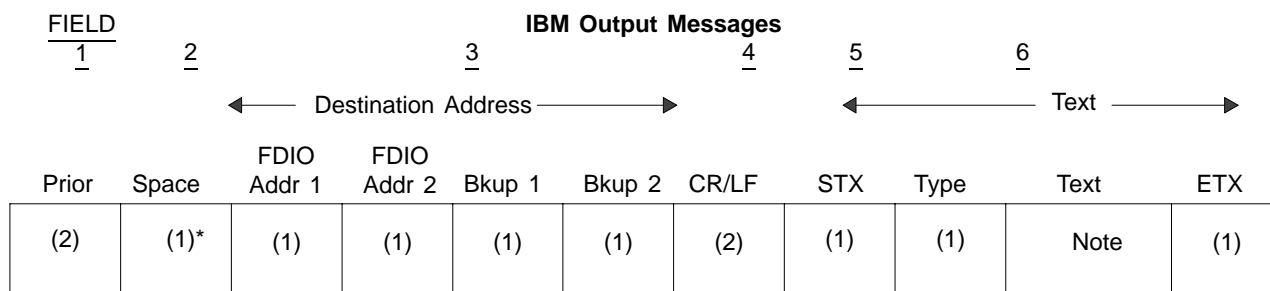 FIELD IBM Output Messages
1 2 3 4 5 6
Destination Address Text
FDIO FDIO
Prior Space Addr 1 Addr 2 Bkup 1 Bkup 2 CR/LF STX Type Text ETX
(2) (1)* (1) (1) (1) (1) (2) (1) (1) Note (1)